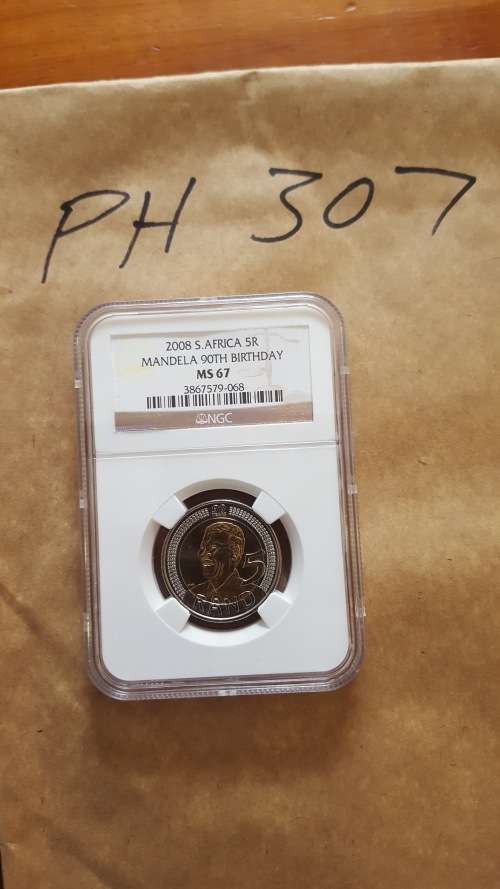 PH 307
2008 S.AFRICA 5R
MANDELA 90TH BIRTHDAY
MS 67
3867579-068
NGC
5
RAND